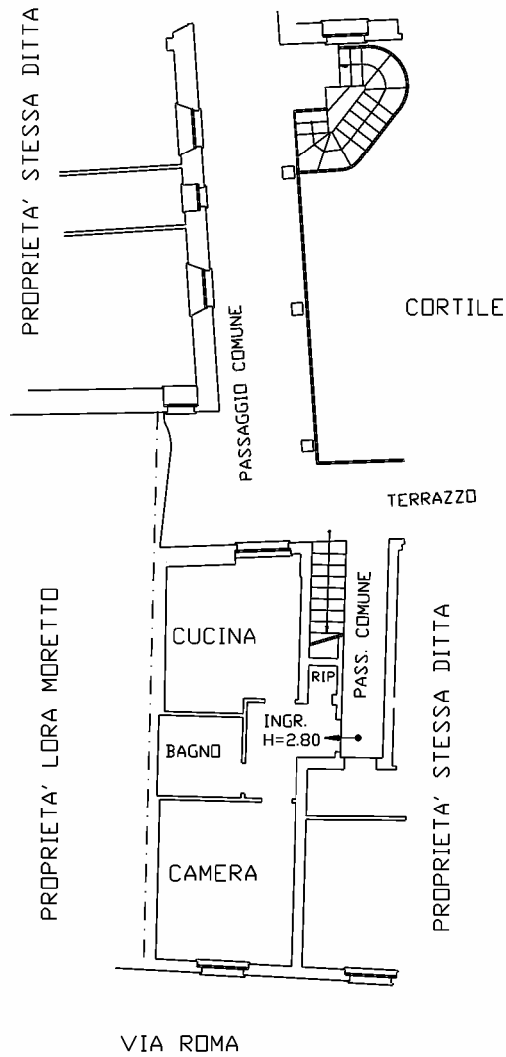 PROPRIETA' STESSA DITTA
CORTILE
PASSAGGIO COMUNE
TERRAZZO
PROPRIETA' LORA MORETTO
CUCINA
PASS. COMUNE
RIP
INGR.
H=2.80
BAGNO
PROPRIETA' STESSA DITTA
CAMERA
VIA ROMA